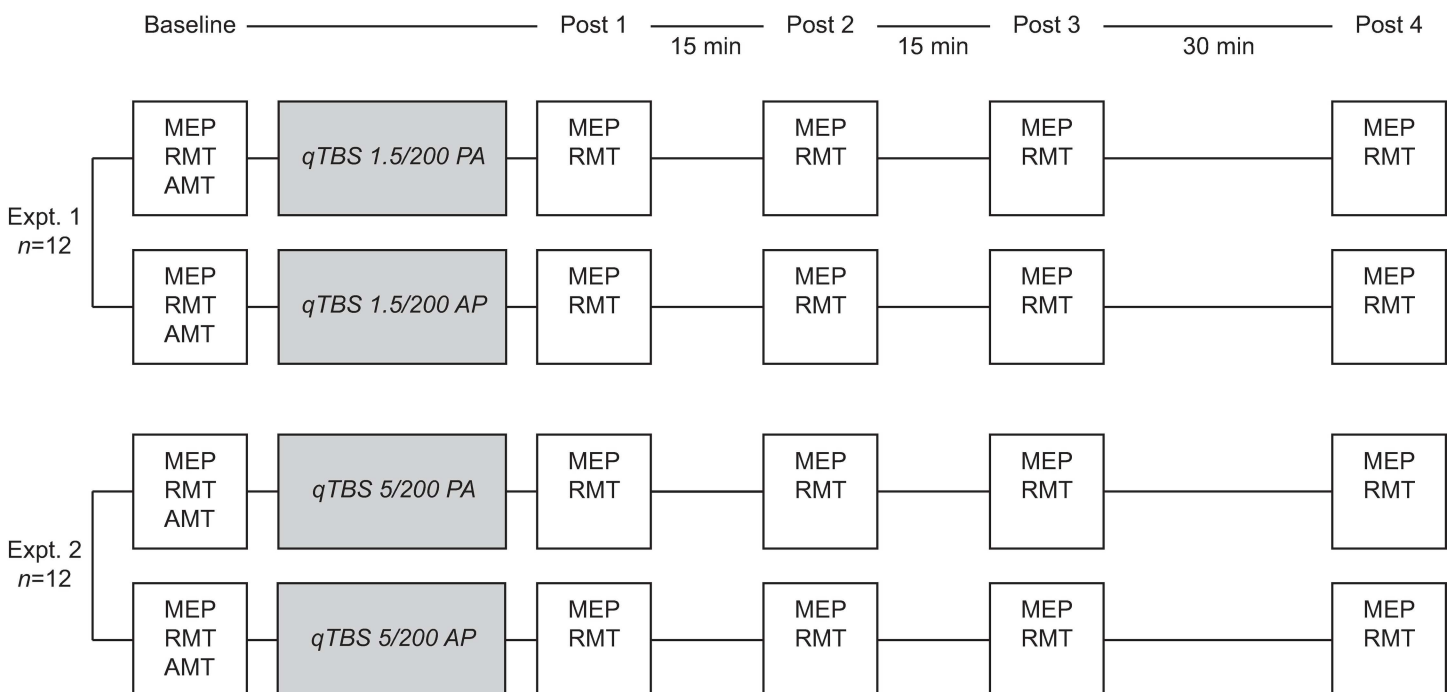 Baseline Post 1 Post 2 Post 3 Post 4
15 min 15 min 30 min
Expt. 1
n=12
MEP
RMT
AMT
qTBS 1.5/200 PA
MEP
RMT
MEP
RMT
MEP
RMT
MEP
RMT
MEP
RMT
AMT
qTBS 1.5/200 AP
MEP
RMT
MEP
RMT
MEP
RMT
MEP
RMT
Expt. 2
n=12
MEP
RMT
AMT
qTBS 5/200 PA
MEP
RMT
MEP
RMT
MEP
RMT
MEP
RMT
MEP
RMT
AMT
qTBS 5/200 AP
MEP
RMT
MEP
RMT
MEP
RMT
MEP
RMT